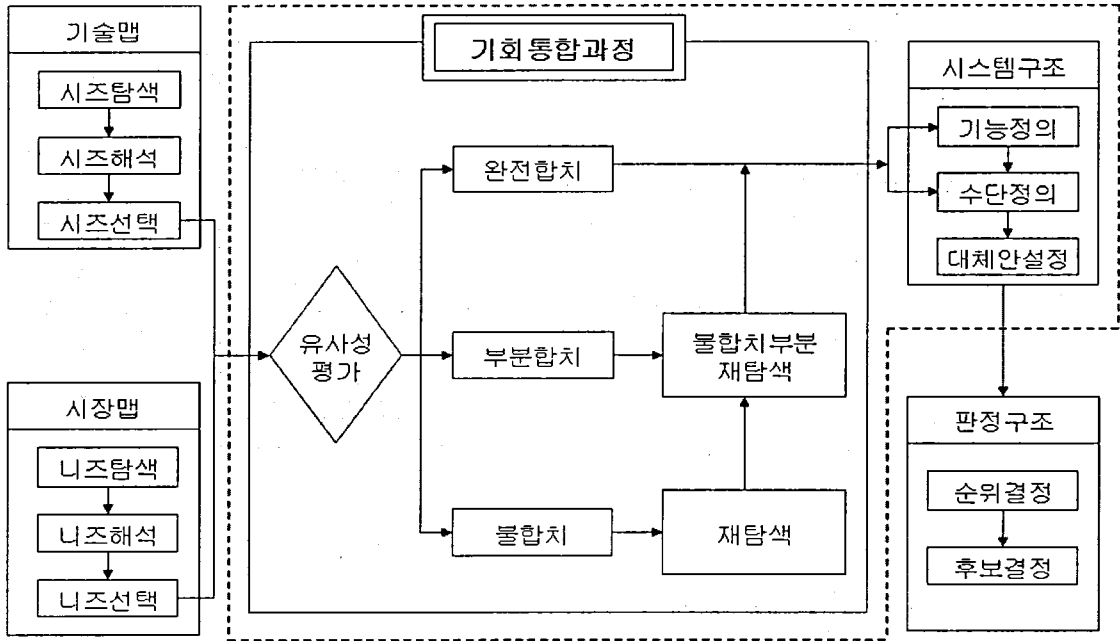 기술맵
시즈탐색
시즈해석
시즈선택
시장맵
니즈탐색
니즈해석
니즈선택
기회통합과정
유사성
평가
완전합치
부분합치
불합치
불합치부분
재탐색
재탐색
시스템구조
기능정의
수단정의
대체안설정
판정구조
순위결정
후보결정